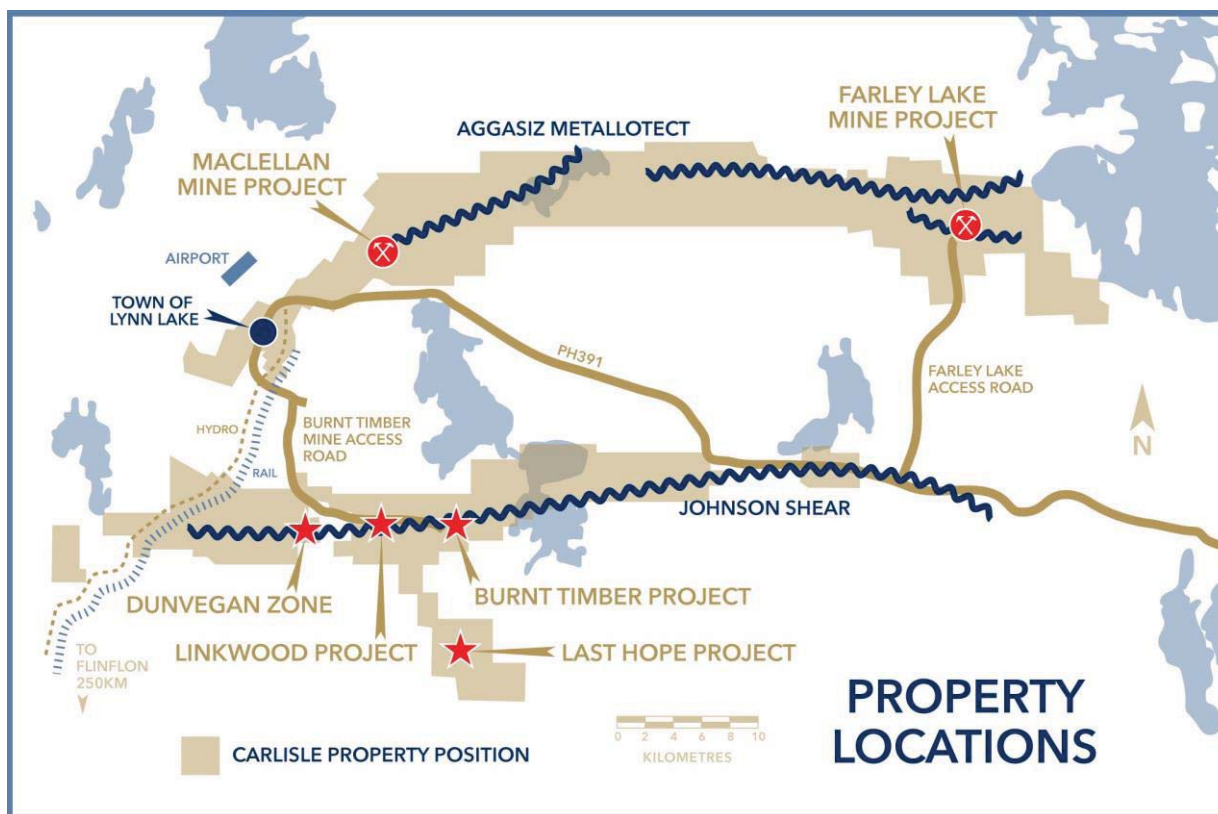 AGGASIZ METALLOTECT
FARLEY LAKE
MINE PROJECT
MACLELLAN
MINE PROJECT
AIRPORT
TOWN OF
LYNN LAKE
PH391
FARLEY LAKE
ACCESS ROAD
HYDRO
BURNT TIMBER
MINE ACCESS
ROAD
N
RAIL
JOHNSON SHEAR
DUNVEGAN ZONE
BURNT TIMBER PROJECT
LINKWOOD PROJECT
LAST HOPE PROJECT
TO
FLINFLON
250KM
PROPERTY
LOCATIONS
CARLISLE PROPERTY POSITION
0 2 4 6 8 10
KILOMETRES